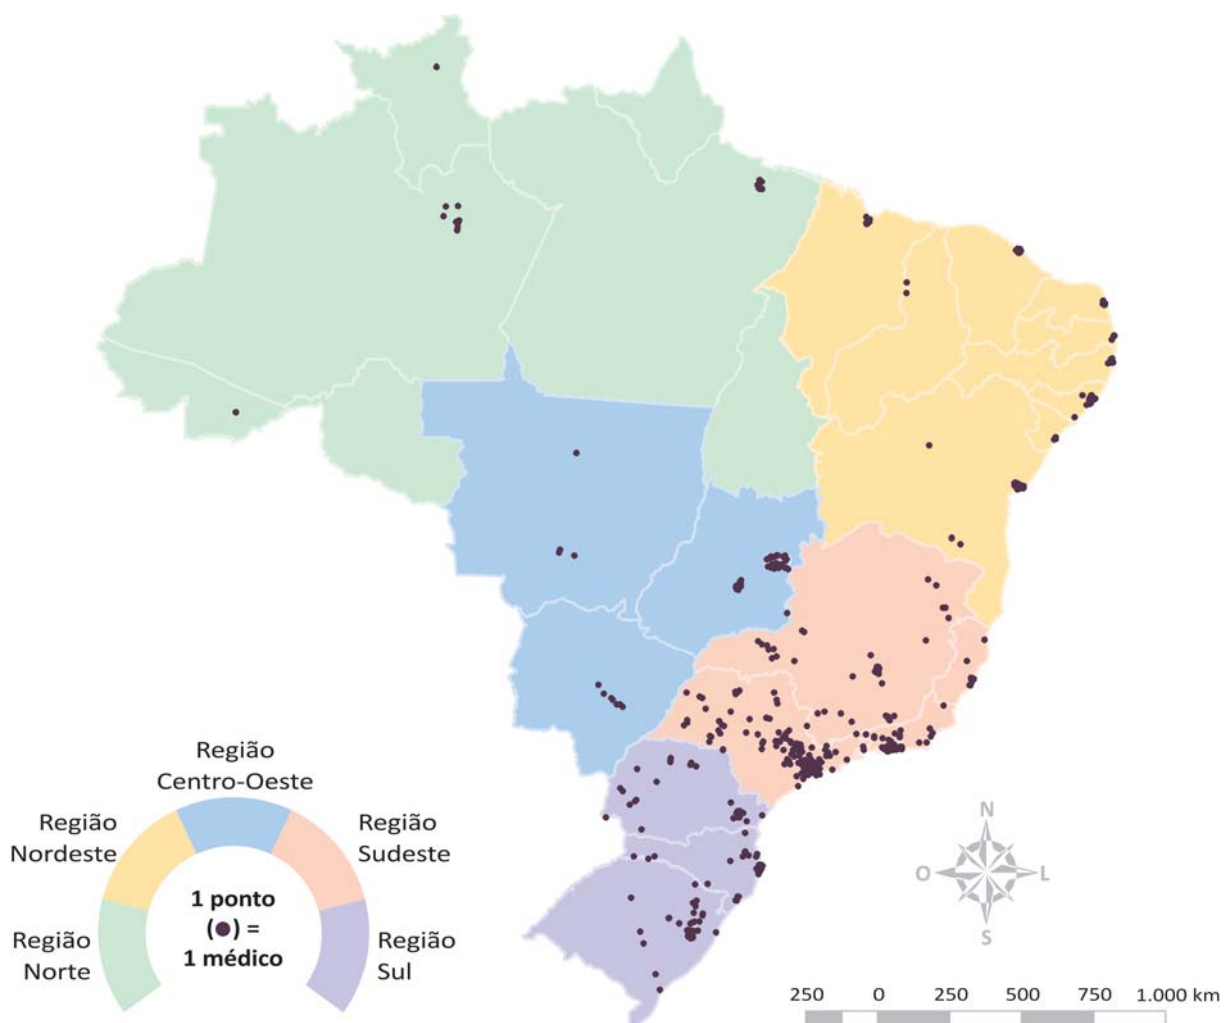 Região
Centro-Oeste
Região
Nordeste
Região
Sudeste
1 ponto
(●) =
1 médico
Região
Norte
Região
Sul
N
O
L
S
250
0
250
500
750
1.000 km